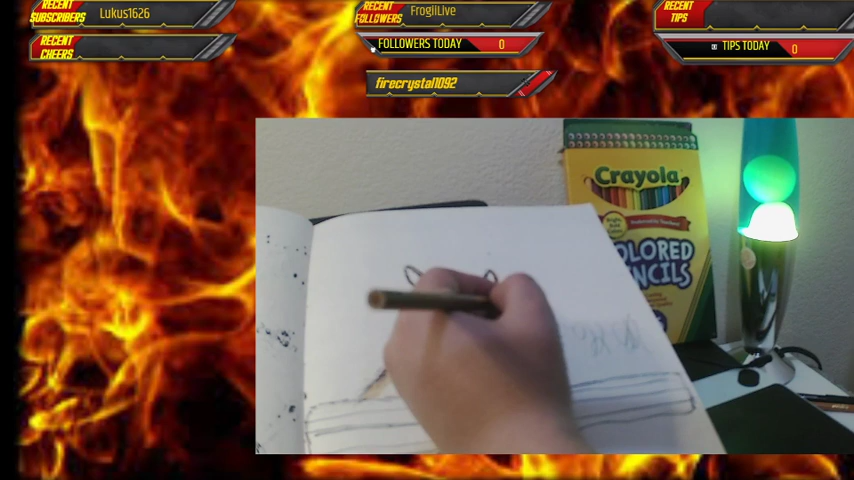 RECENT SUBSCRIBERS
Lukus1626
RECENT CHEERS
RECENT FOLLOWERS
FrogliLive
FOLLOWERS TODAY 0
firecrystal1092
RECENT TIPS
TIPS TODAY 0
Crayola
COLORED PENCILS